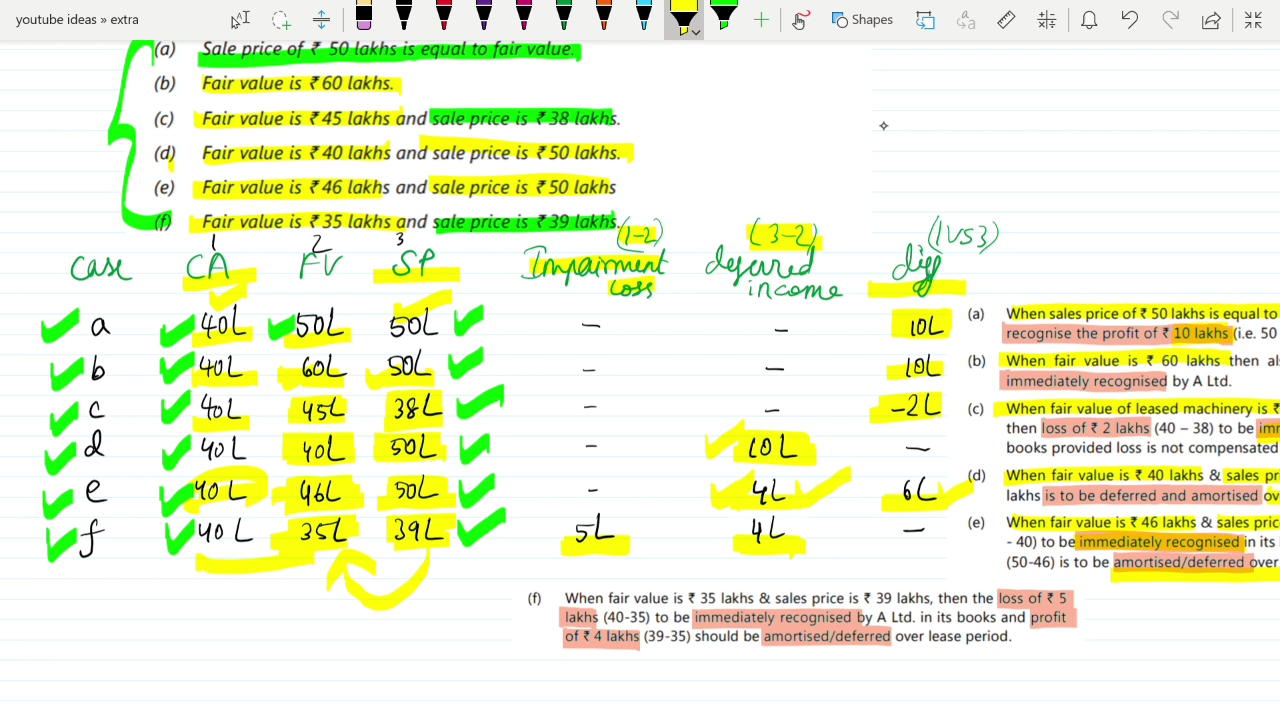 youtube ideas » extra
Shapes
(a) Sale price of ₹ 50 lakhs is equal to fair value.
(b) Fair value is ₹ 60 lakhs.
(c) Fair value is ₹ 45 lakhs and sale price is ₹ 38 lakhs.
(d) Fair value is ₹ 40 lakhs and sale price is ₹ 50 lakhs.
(e) Fair value is ₹ 46 lakhs and sale price is ₹ 50 lakhs
(f) Fair value is ₹ 35 lakhs and sale price is ₹ 39 lakhs.
1 2 3 (1-2) (3-2) (1 VS 3)
Case CA FV SP Impairment loss deferred income diff
a 40L 50L 50L - - 10L
b 40L 60L 50L - - 10L
c 40L 45L 38L - - -2L
d 40L 40L 50L - 10L -
e 40L 46L 50L - 4L 6L
f 40L 35L 39L 5L 4L -
(a) When sales price of ₹ 50 lakhs is equal to
recognise the profit of ₹ 10 lakhs (i.e. 50
(b) When fair value is ₹ 60 lakhs then al
immediately recognised by A Ltd.
(c) When fair value of leased machinery is ₹
then loss of ₹ 2 lakhs (40 – 38) to be imm
books provided loss is not compensated
(d) When fair value is ₹ 40 lakhs & sales pr
lakhs is to be deferred and amortised ov
(e) When fair value is ₹ 46 lakhs & sales pric
- 40) to be immediately recognised in its
(50-46) is to be amortised/deferred over
(f) When fair value is ₹ 35 lakhs & sales price is ₹ 39 lakhs, then the loss of ₹ 5
lakhs (40-35) to be immediately recognised by A Ltd. in its books and profit
of ₹ 4 lakhs (39-35) should be amortised/deferred over lease period.